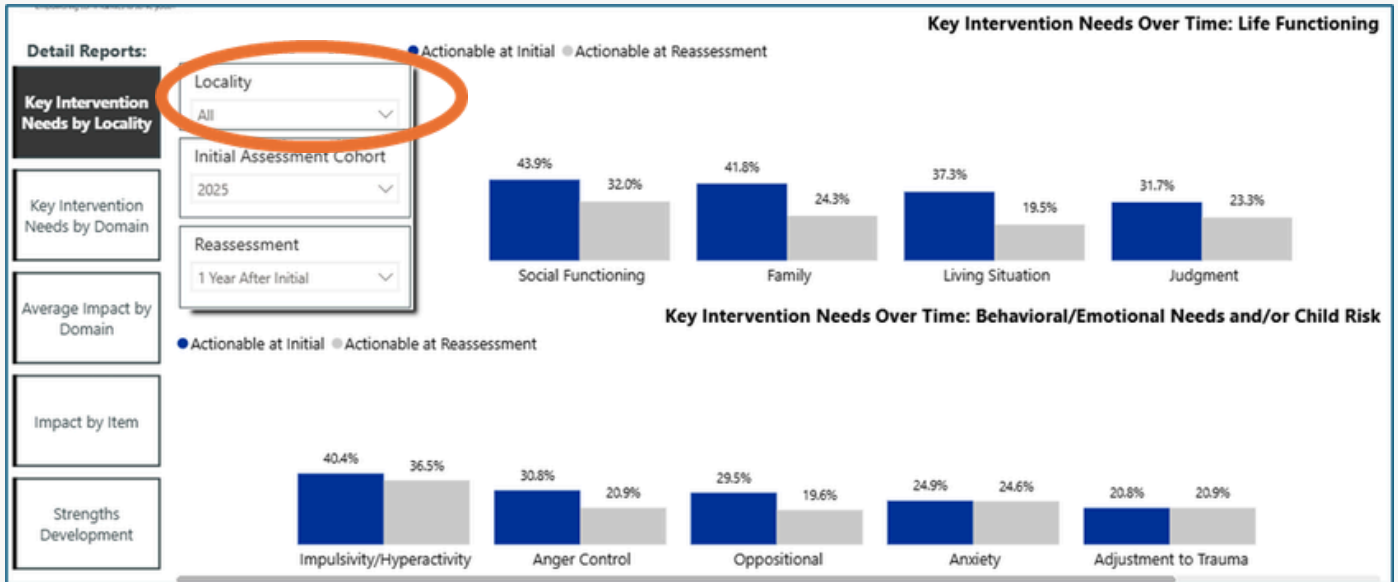 Key Intervention Needs Over Time: Life Functioning
Detail Reports:
Actionable at Initial Actionable at Reassessment
Key Intervention
Needs by Locality
Key Intervention
Needs by Domain
Average Impact by
Domain
Impact by Item
Strengths
Development
Locality
All
Initial Assessment Cohort
2025
Reassessment
1 Year After Initial
43.9% 32.0% 41.8% 24.3% 37.3% 19.5% 31.7% 23.3%
Social Functioning Family Living Situation Judgment
Key Intervention Needs Over Time: Behavioral/Emotional Needs and/or Child Risk
Actionable at Initial Actionable at Reassessment
40.4% 36.5% 30.8% 20.9% 29.5% 19.6% 24.9% 24.6% 20.8% 20.9%
Impulsivity/Hyperactivity Anger Control Oppositional Anxiety Adjustment to Trauma